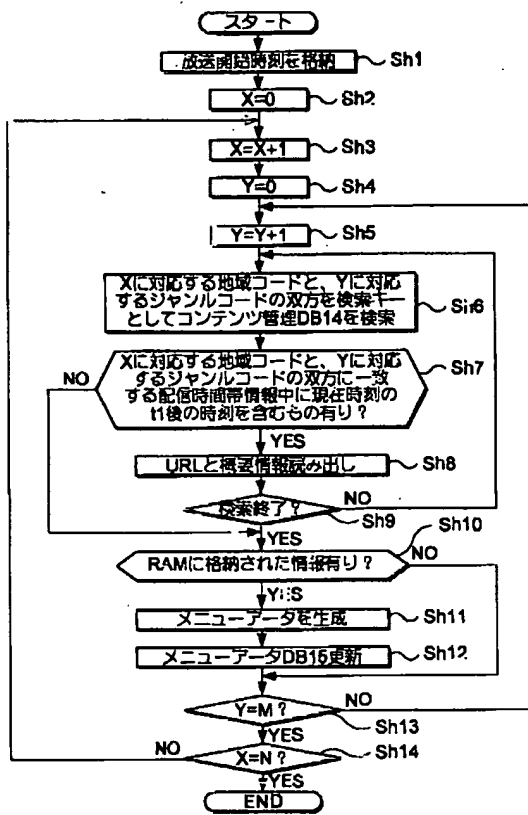 スタート
放送開始時刻を格納
Sh1
X=0
Sh2
X=X+1
Sh3
Y=0
Sh4
Y=Y+1
Sh5
Xに対応する地域コードと、Yに対応
するジャンルコードの双方を検索キー
としてコンテンツ管理DB14を検索
Sh6
Xに対応する地域コードと、Yに対応
するジャンルコードの双方に一致
する配信時間帯情報中に現在時刻の
t1後の時刻を含むもの有り？
Sh7
NO
YES
URLと概要情報読み出し
Sh8
検索終了？
NO
Sh9
YES
Sh10
RAMに格納された情報有り？
NO
YES
メニューデータを生成
Sh11
メニューデータDB15更新
Sh12
Y=M？
NO
Sh13
YES
NO
X=N？
Sh14
YES
END